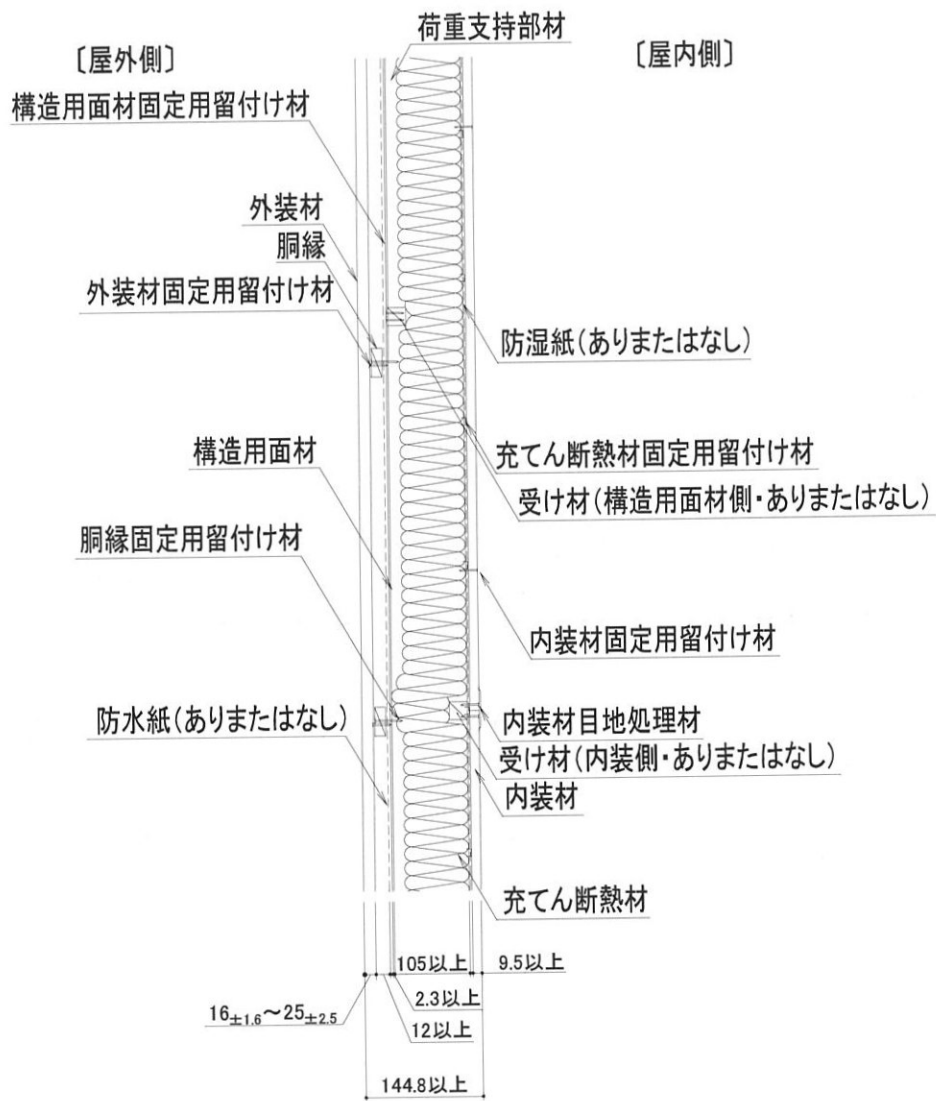 荷重支持部材
〔屋外側〕
〔屋内側〕
構造用面材固定用留付け材
外装材
胴縁
外装材固定用留付け材
防湿紙(ありまたはなし)
構造用面材
充てん断熱材固定用留付け材
受け材(構造用面材側・ありまたはなし)
胴縁固定用留付け材
内装材固定用留付け材
防水紙(ありまたはなし)
内装材目地処理材
受け材(内装側・ありまたはなし)
内装材
充てん断熱材
105以上
9.5以上
2.3以上
16±1.6～25±2.5
12以上
144.8以上